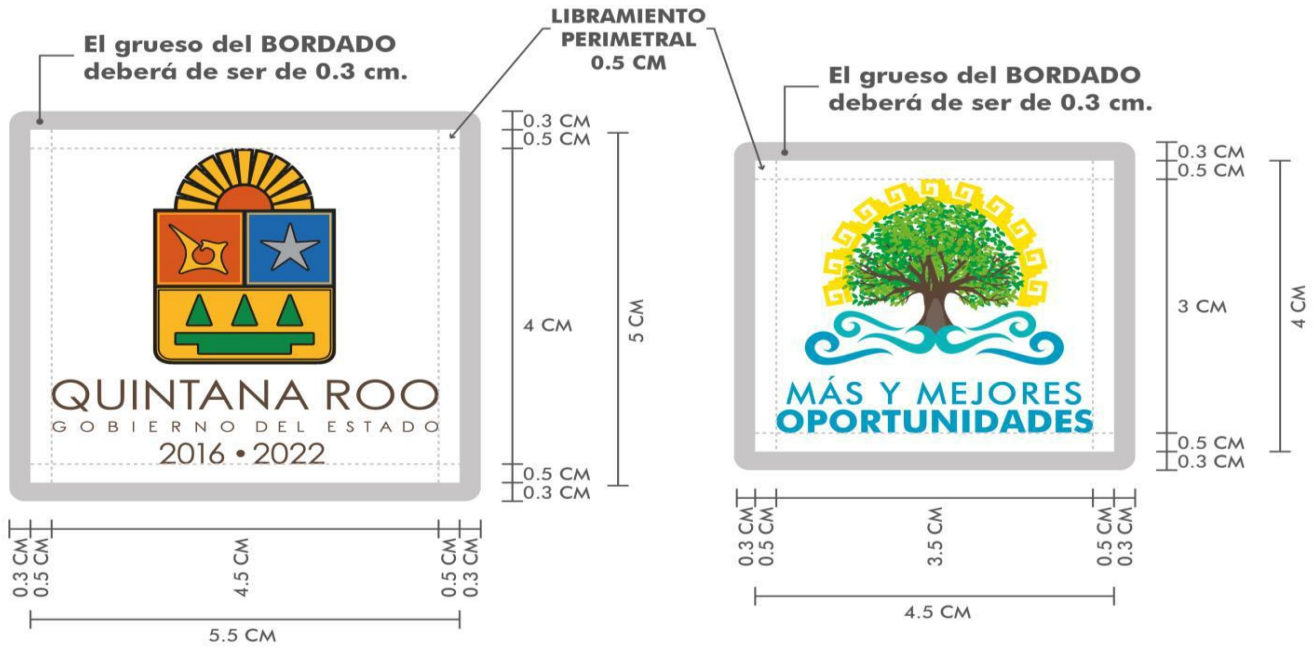 El grueso del BORDADO
deberá de ser de 0.3 cm.
LIBRAMIENTO
PERIMETRAL
0.5 CM
El grueso del BORDADO
deberá de ser de 0.3 cm.
0.3 CM
0.5 CM
4 CM
5 CM
0.5 CM
0.3 CM
QUINTANA ROO
GOBIERNO DEL ESTADO
2016 • 2022
0.3 CM
0.5 CM
4.5 CM
0.5 CM
0.3 CM
5.5 CM
0.3 CM
0.5 CM
3 CM
4 CM
0.5 CM
0.3 CM
MÁS Y MEJORES
OPORTUNIDADES
0.3 CM
0.5 CM
3.5 CM
0.5 CM
0.3 CM
4.5 CM